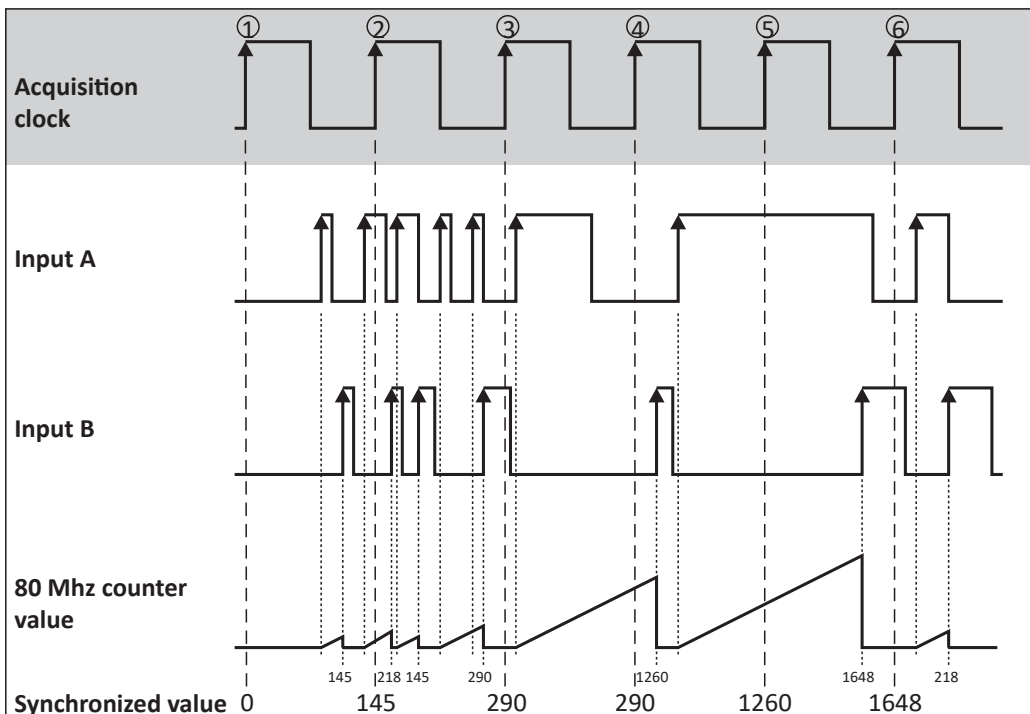 ① ② ③ ④ ⑤ ⑥
Acquisition
clock
Input A
Input B
80 Mhz counter
value
145 218 145 290 1260 1648 218
Synchronized value 0 145 290 290 1260 1648